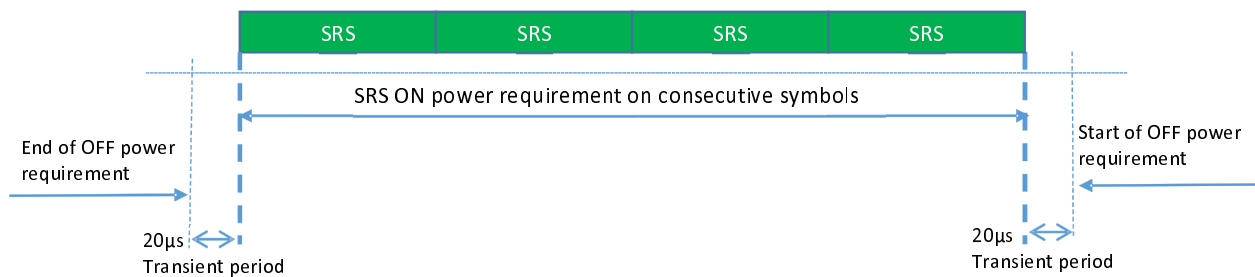 SRS SRS SRS SRS
SRS ON power requirement on consecutive symbols
End of OFF power
requirement
Start of OFF power
requirement
20µs
Transient period
20µs
Transient period